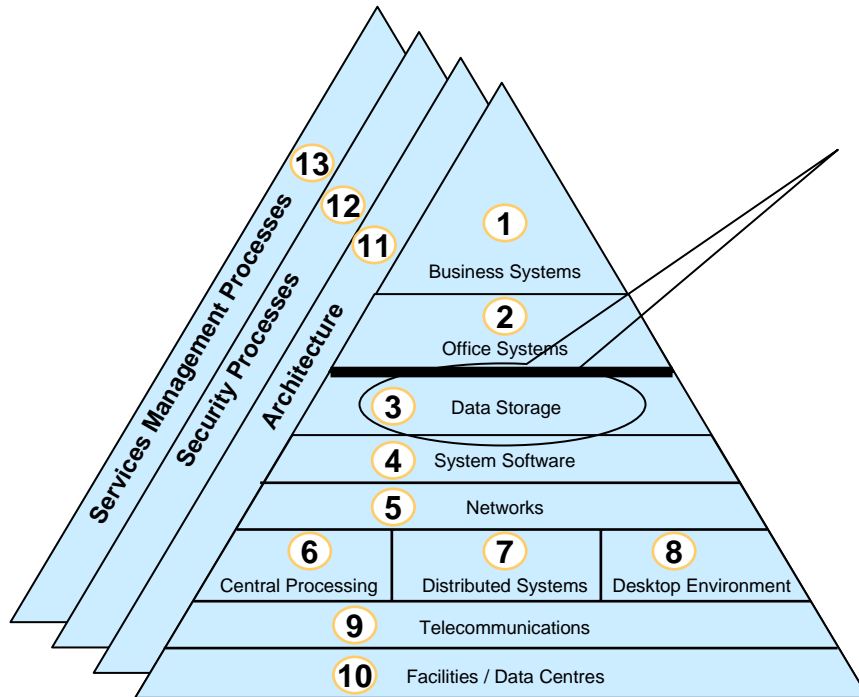 13
Services Management Processes
12
Security Processes
11
Architecture
1
Business Systems
2
Office Systems
3
Data Storage
4
System Software
5
Networks
6
Central Processing
7
Distributed Systems
8
Desktop Environment
9
Telecommunications
10
Facilities / Data Centres